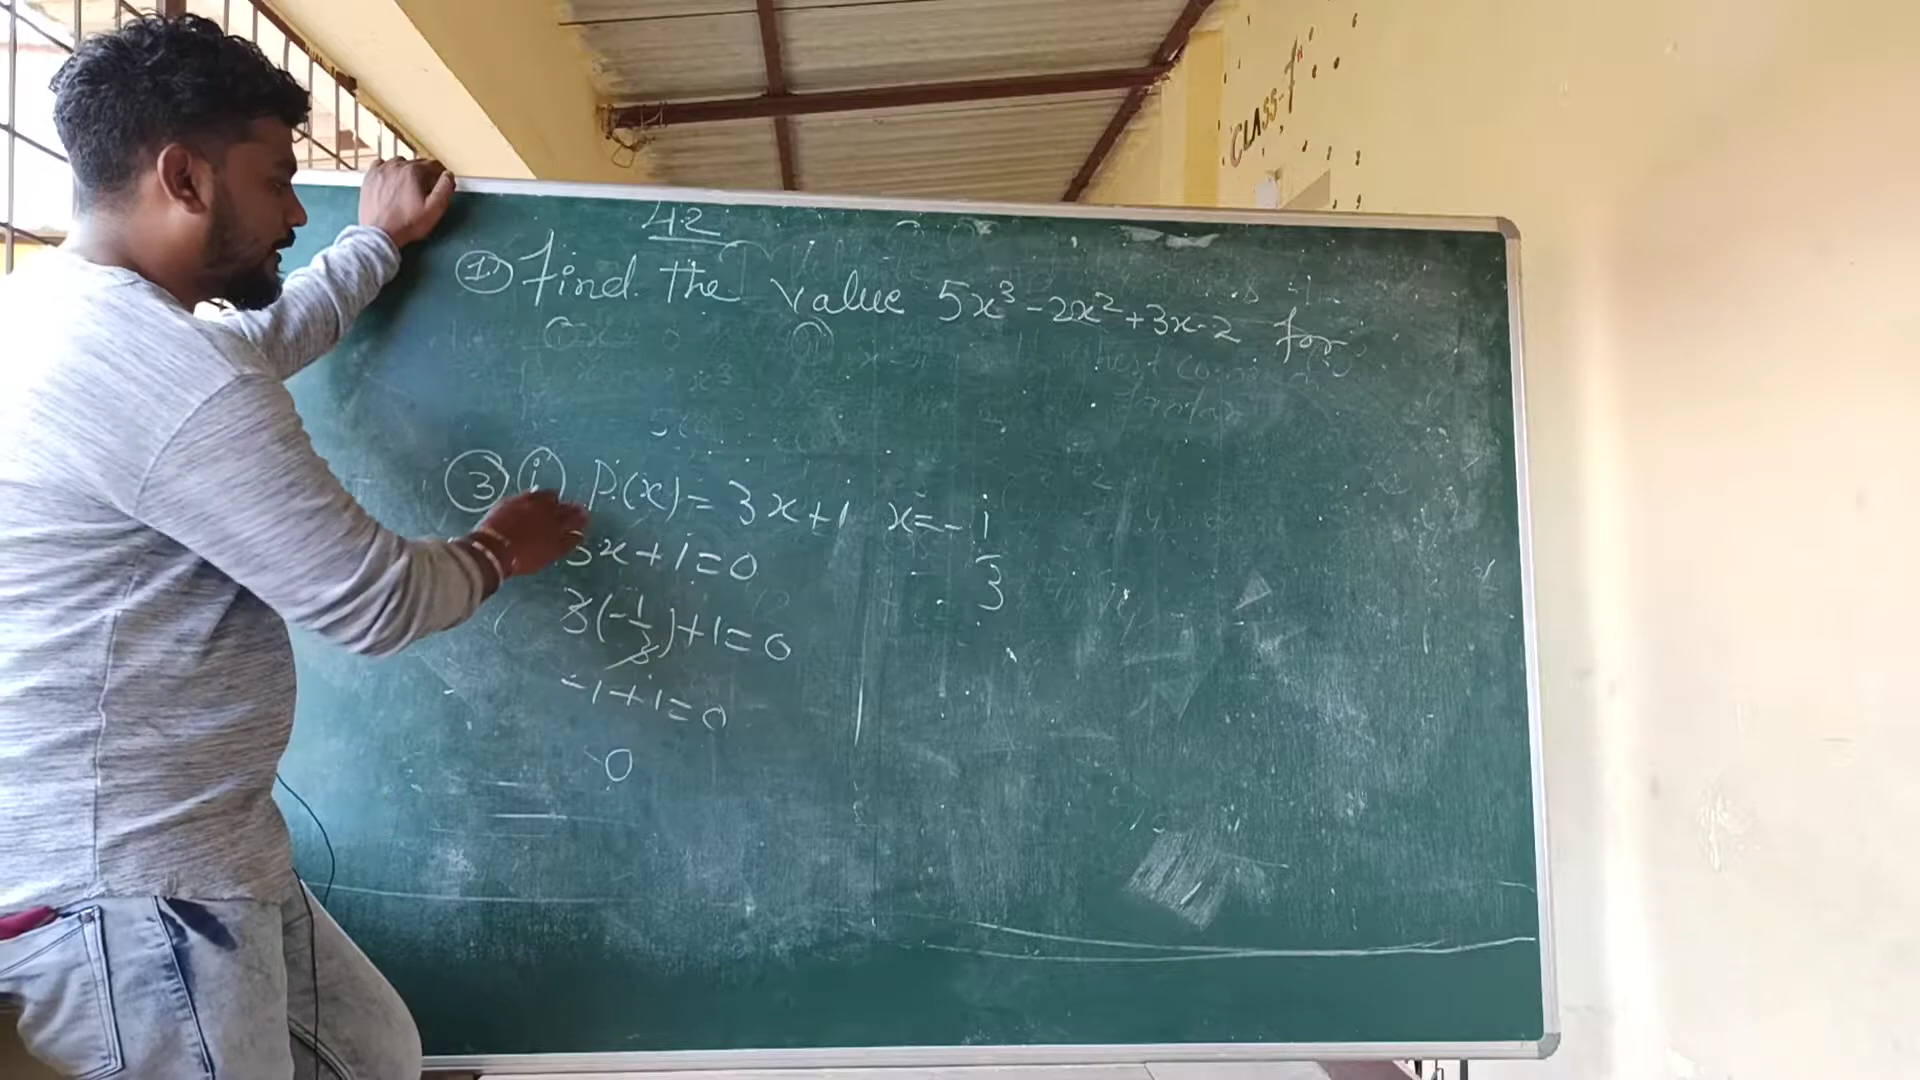 CLASS-7
42
① find the value 5x³-2x²+3x-2 for
③ (i) P(x)= 3x+1 x=-1/3
3x+1=0
3(-1/3)+1=0
-1+1=0
0